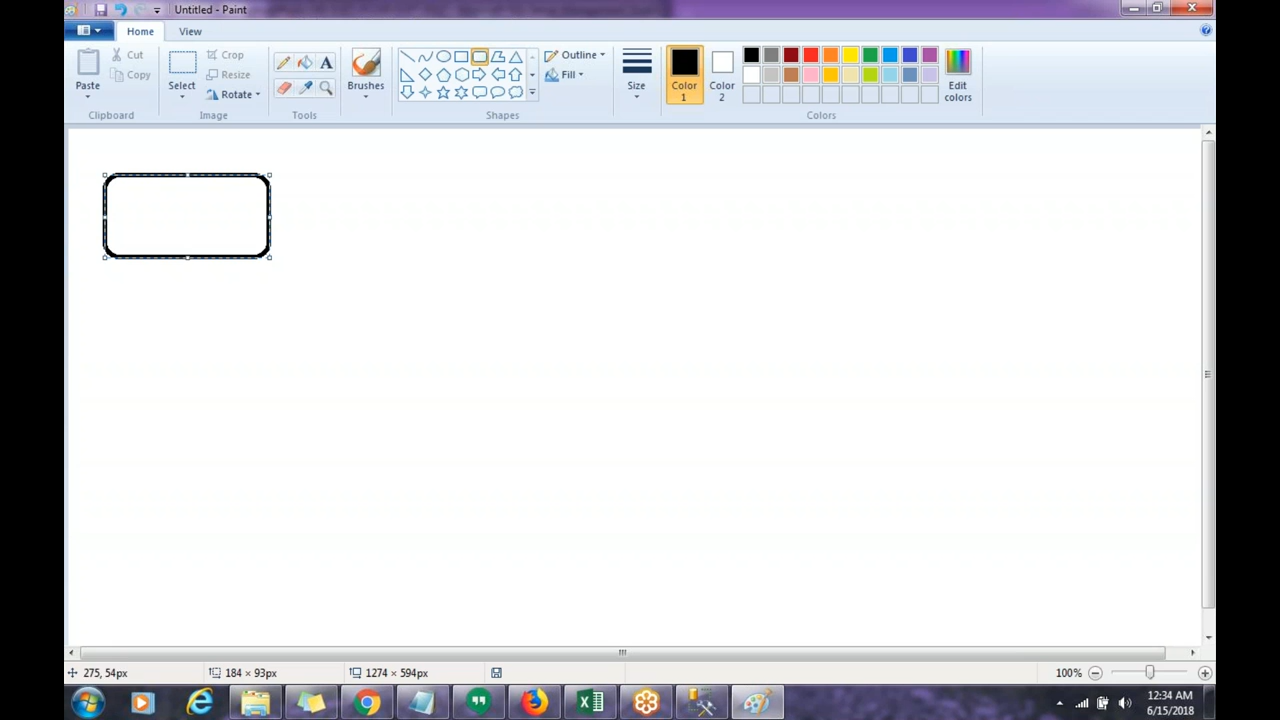 Untitled - Paint
Home View
Paste
Cut
Copy
Clipboard
Select
Crop
Resize
Rotate
Image
A
Tools
Brushes
Outline
Fill
Shapes
Size
Color 1
Color 2
Edit colors
Colors
275, 54px
184 × 93px
1274 × 594px
100%
12:34 AM
6/15/2018